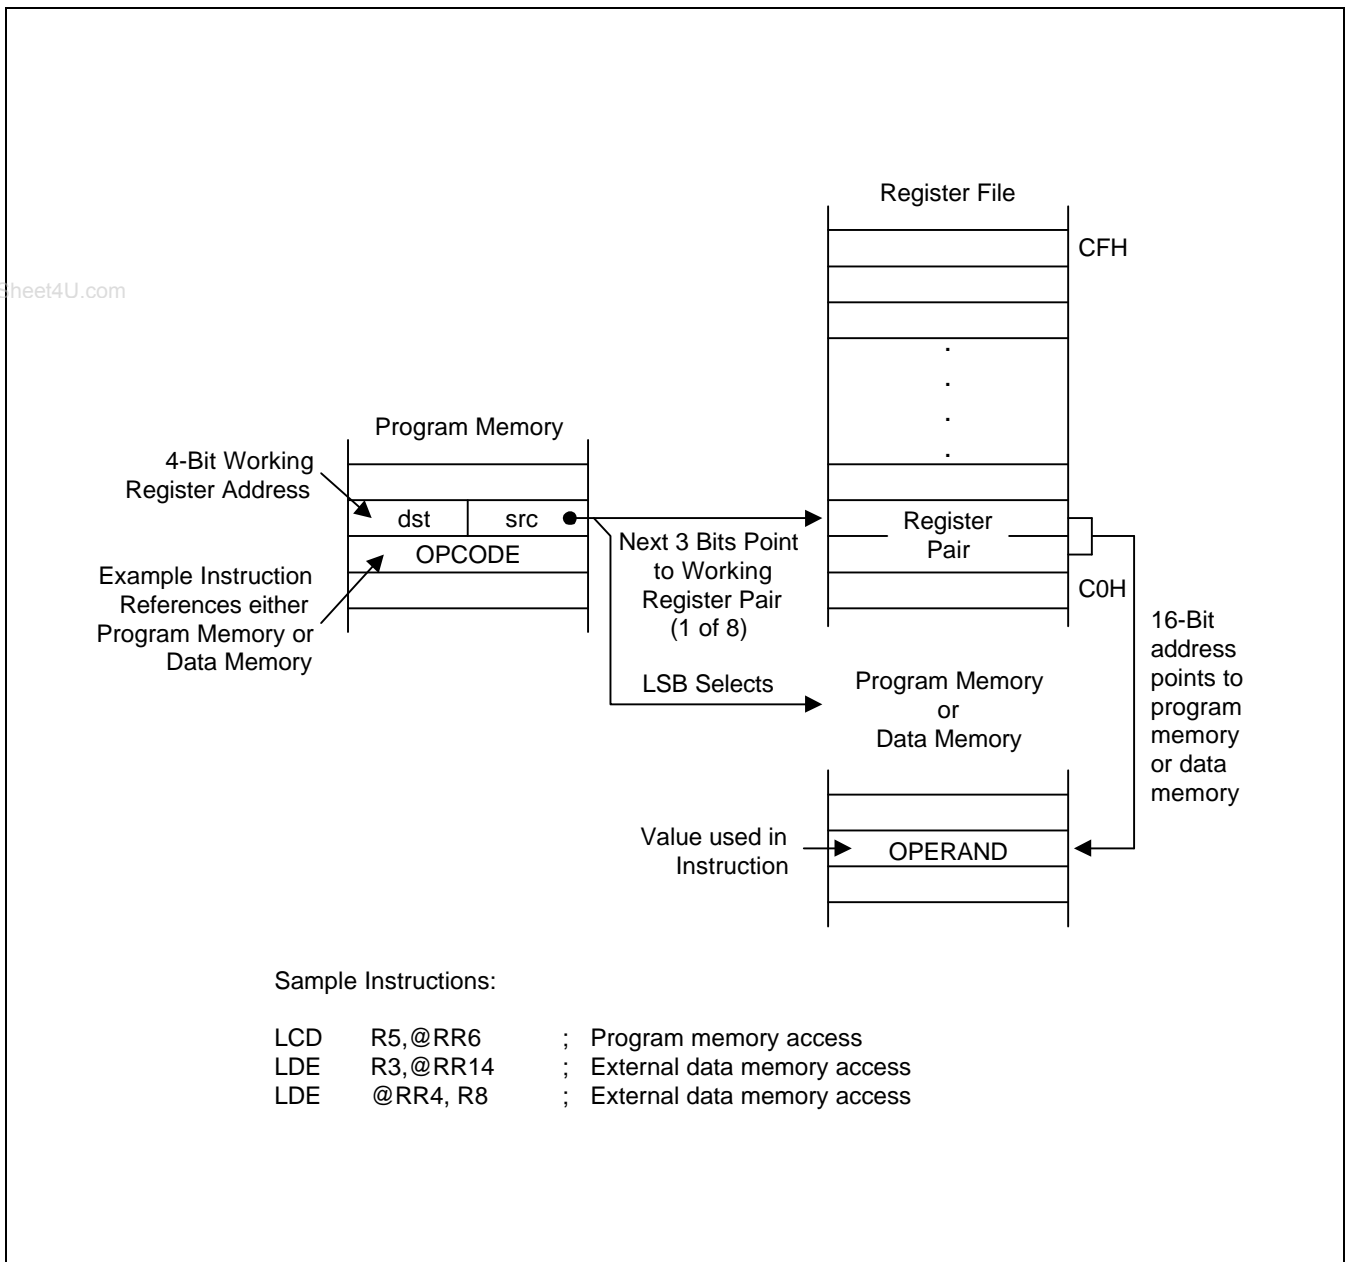 Register File
CFH
Sheet4U.com
.
.
.
.
Program Memory
4-Bit Working
Register Address
dst src
OPCODE
Example Instruction
References either
Program Memory or
Data Memory
Next 3 Bits Point
to Working
Register Pair
(1 of 8)
Register
Pair
C0H
LSB Selects
Program Memory
or
Data Memory
16-Bit
address
points to
program
memory
or data
memory
Value used in
Instruction
OPERAND
Sample Instructions:
LCD R5,@RR6 ; Program memory access
LDE R3,@RR14 ; External data memory access
LDE @RR4, R8 ; External data memory access